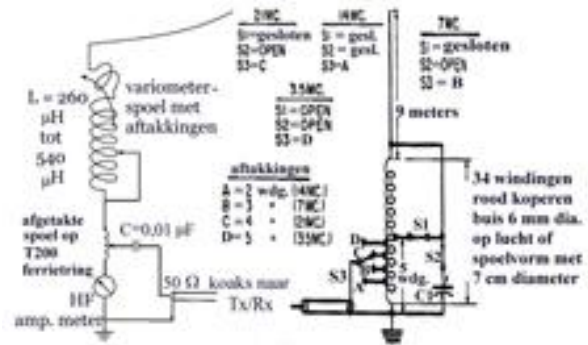 21MC
S1=gesloten
S2=OPEN
S3=C
14MC
S1 = gesl.
S2 = gesl.
S3=A
7MC
S1 = gesloten
S2=OPEN
S3 = B
3.5MC
S1=OPEN
S2=OPEN
S3=D
variometer-
spoel met
aftakkingen
L = 260
µH
tot
540
µH
9 meters
aftakkingen
A = 2 wdg. (14MC)
B = 3 " (7MC)
C = 4 " (21MC)
D= 5 " (3.5MC)
34 windingen
rood koperen
buis 6 mm dia.
op lucht of
spoelvorm met
7 cm diameter
afgetakte
spoel op
T200
ferrietring
C=0,01 µF
HF
amp. meter
50 Ω koaks naar
Tx/Rx
S1
S2
S3
D
C
B
A
5
wdg.
C1